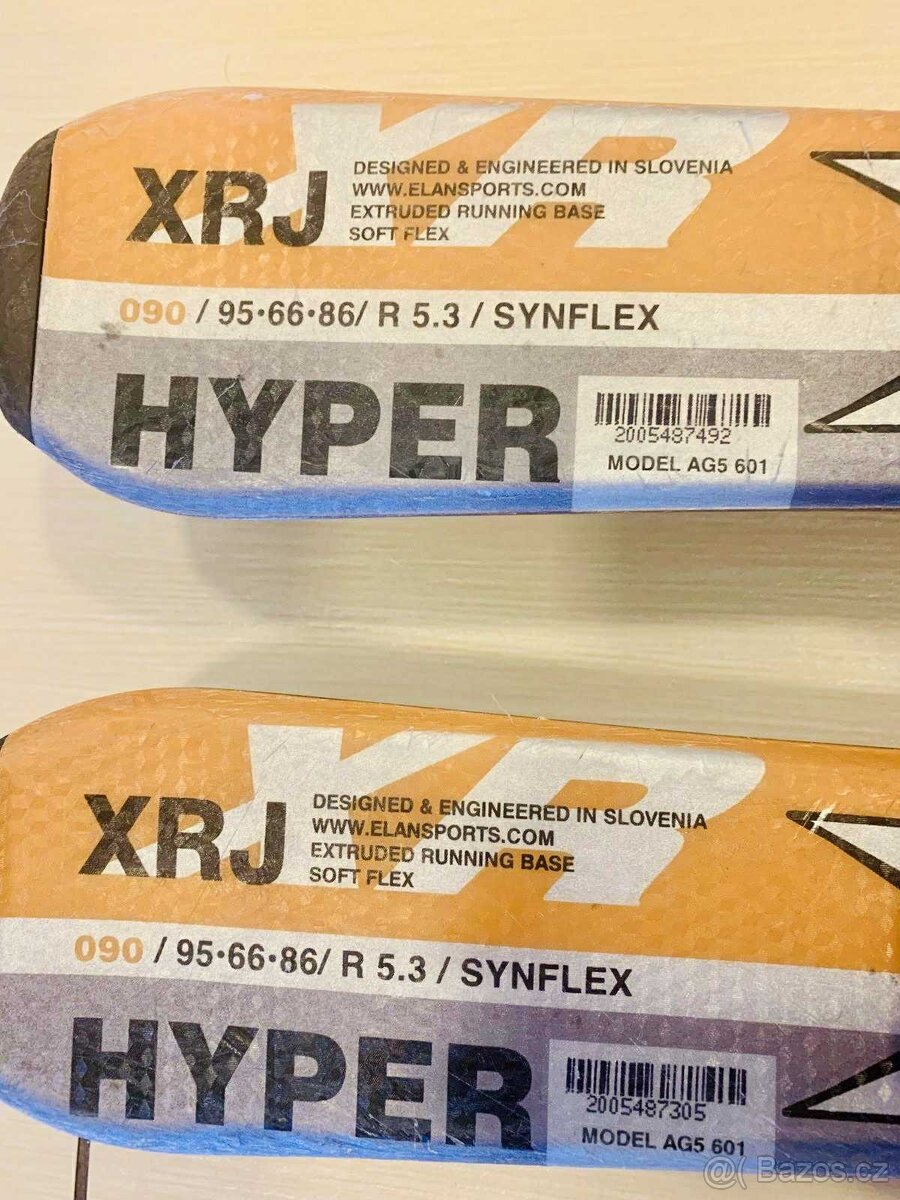 XR
XRJ
DESIGNED & ENGINEERED IN SLOVENIA
WWW.ELANSPORTS.COM
EXTRUDED RUNNING BASE
SOFT FLEX
090 / 95•66•86/ R 5.3 / SYNFLEX
HYPER
2005487492
MODEL AG5 601
XR
XRJ
DESIGNED & ENGINEERED IN SLOVENIA
WWW.ELANSPORTS.COM
EXTRUDED RUNNING BASE
SOFT FLEX
090 / 95•66•86/ R 5.3 / SYNFLEX
HYPER
2005487305
MODEL AG5 601
@( Bazos.cz